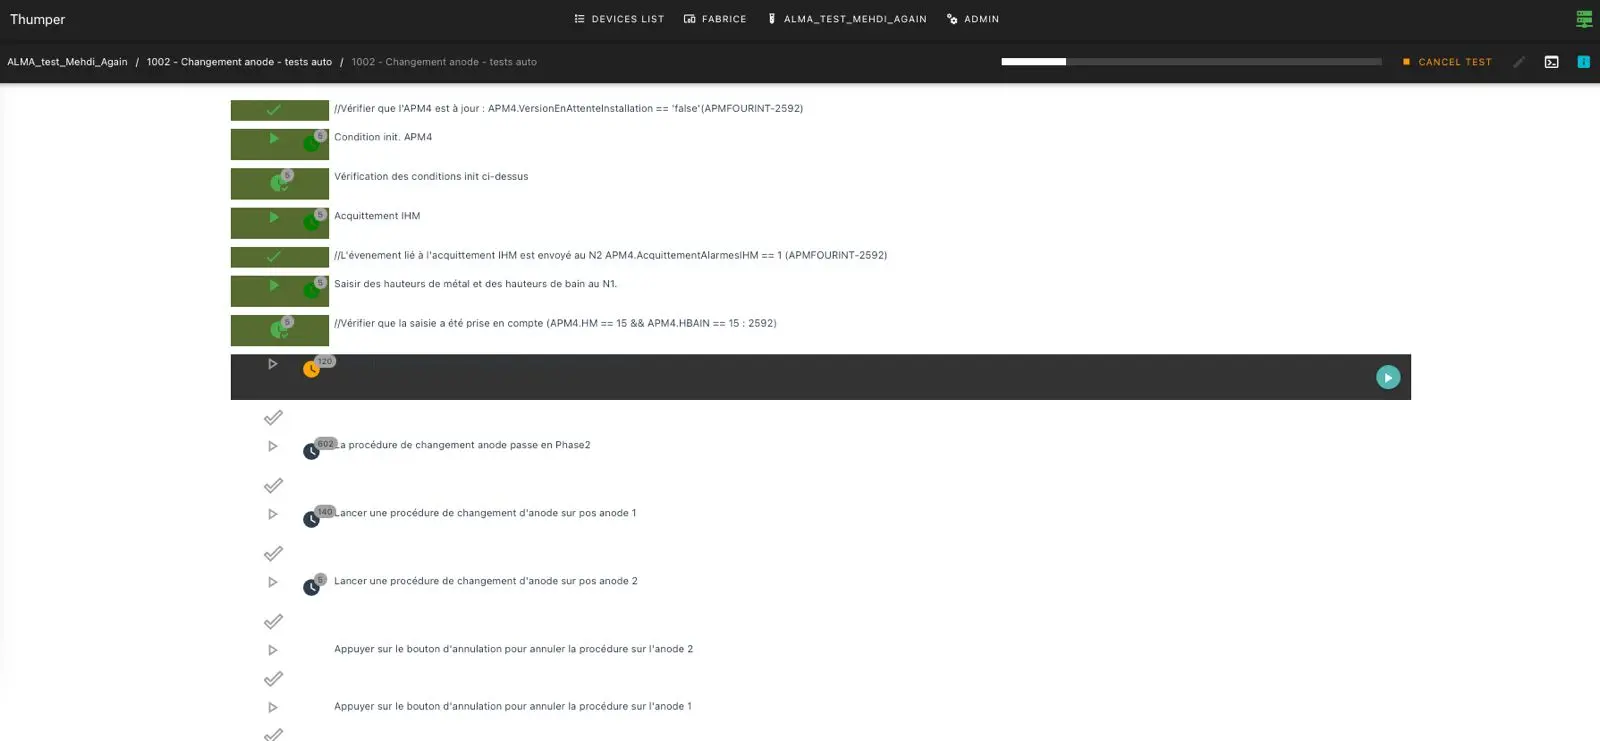 Thumper
DEVICES LIST
FABRICE
ALMA_TEST_MEHDI_AGAIN
ADMIN
ALMA_test_Mehdi_Again / 1002 - Changement anode - tests auto / 1002 - Changement anode - tests auto
CANCEL TEST
//Vérifier que l'APM4 est à jour : APM4.VersionEnAttenteInstallation == 'false'(APMFOURINT-2592)
5
Condition init. APM4
5
Vérification des conditions init ci-dessus
5
Acquittement IHM
//L'évenement lié à l'acquittement IHM est envoyé au N2 APM4.AcquittementAlarmesIHM == 1 (APMFOURINT-2592)
5
Saisir des hauteurs de métal et des hauteurs de bain au N1.
5
//Vérifier que la saisie a été prise en compte (APM4.HM == 15 && APM4.HBAIN == 15 : 2592)
120
602
La procédure de changement anode passe en Phase2
140
Lancer une procédure de changement d'anode sur pos anode 1
5
Lancer une procédure de changement d'anode sur pos anode 2
Appuyer sur le bouton d'annulation pour annuler la procédure sur l'anode 2
Appuyer sur le bouton d'annulation pour annuler la procédure sur l'anode 1